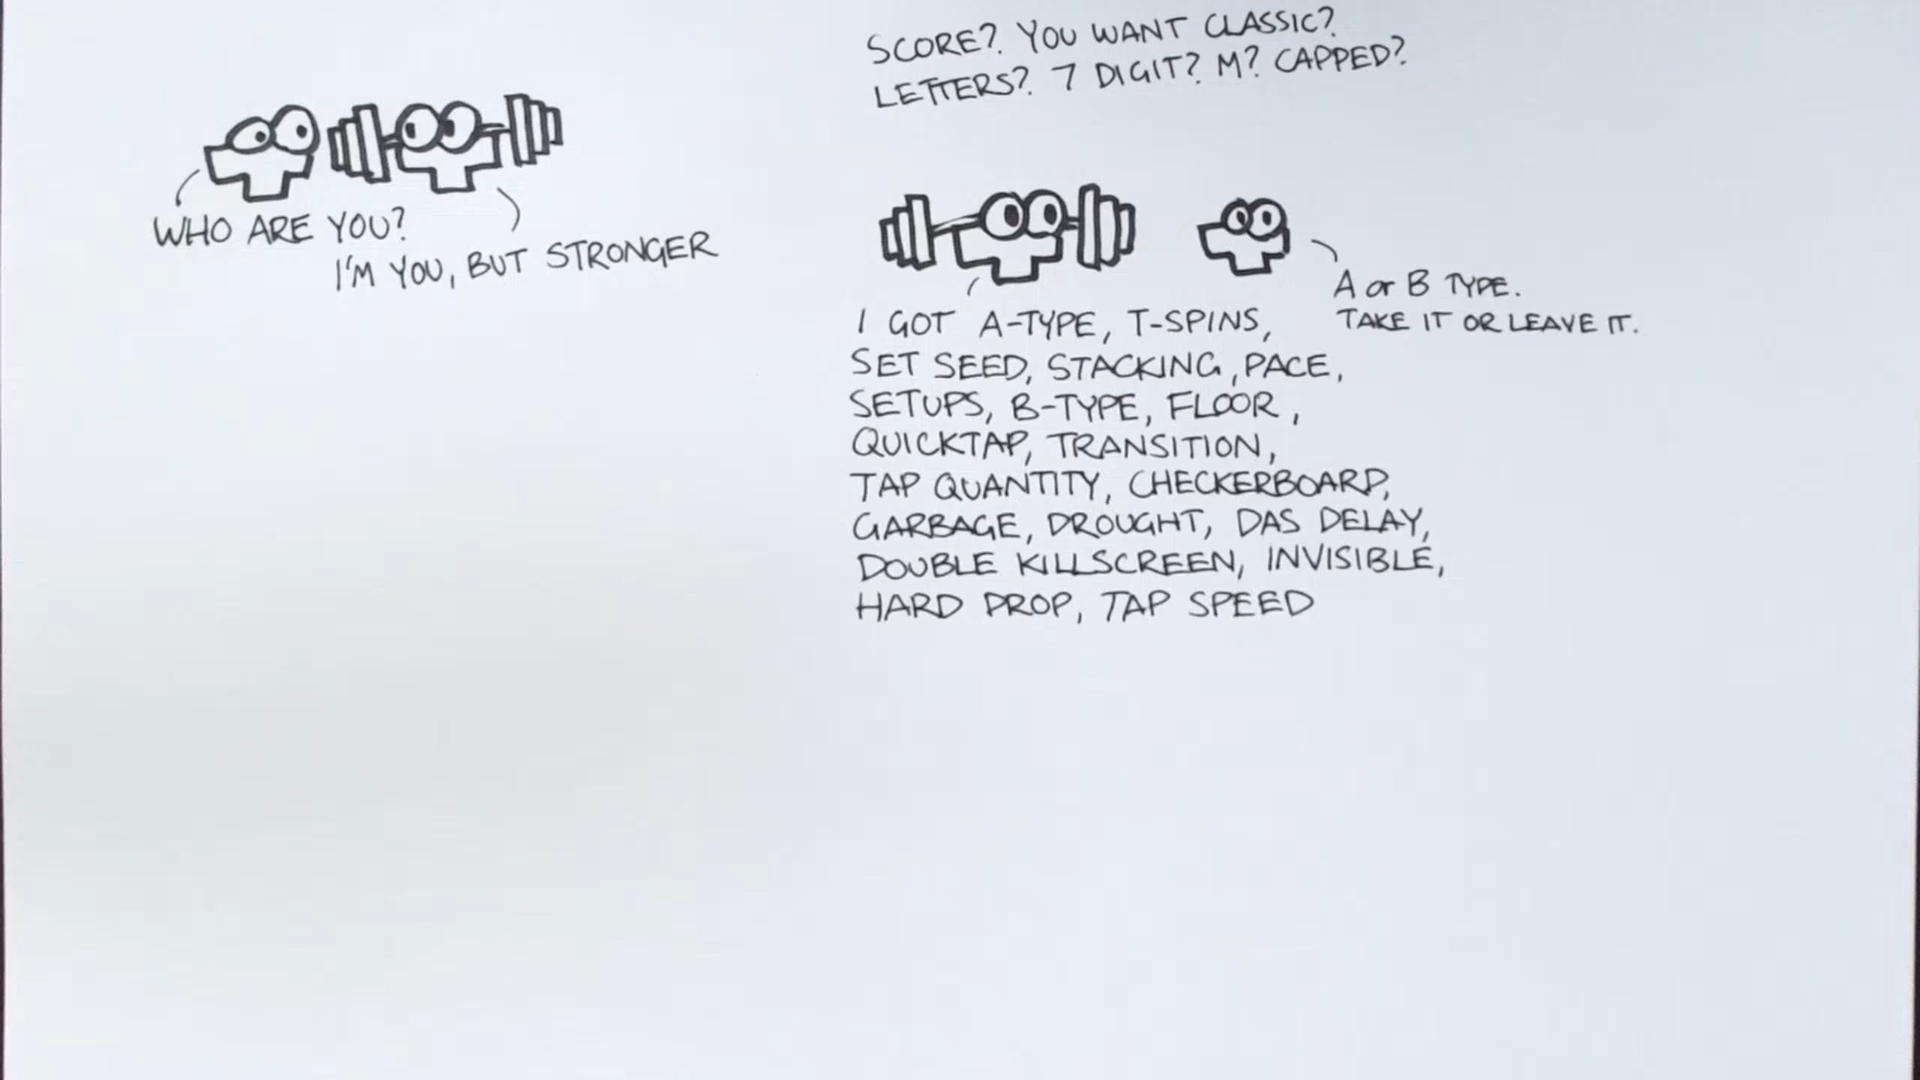 WHO ARE YOU?
I'M YOU, BUT STRONGER
SCORE? YOU WANT CLASSIC?
LETTERS? 7 DIGIT? M? CAPPED?
I GOT A-TYPE, T-SPINS,
SET SEED, STACKING, PACE,
SETUPS, B-TYPE, FLOOR,
QUICKTAP, TRANSITION,
TAP QUANTITY, CHECKERBOARD,
GARBAGE, DROUGHT, DAS DELAY,
DOUBLE KILLSCREEN, INVISIBLE,
HARD DROP, TAP SPEED
A or B TYPE.
TAKE IT OR LEAVE IT.